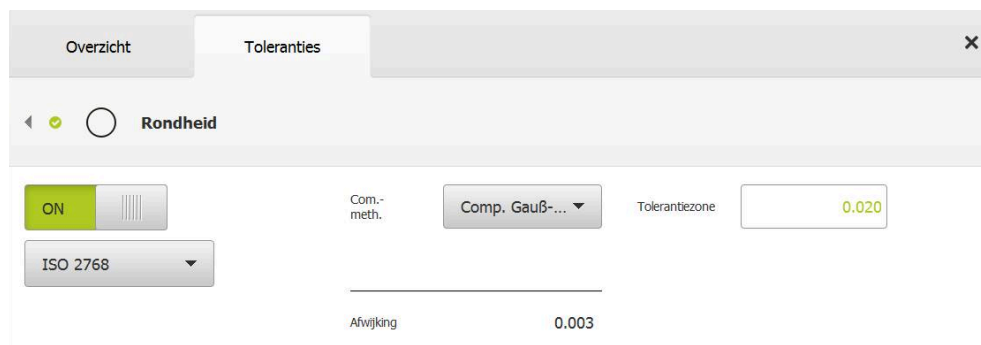 Overzicht
Toleranties
Rondheid
ON
Com.-
meth.
Comp. Gauß-...
Tolerantiezone
0.020
ISO 2768
Afwijking
0.003